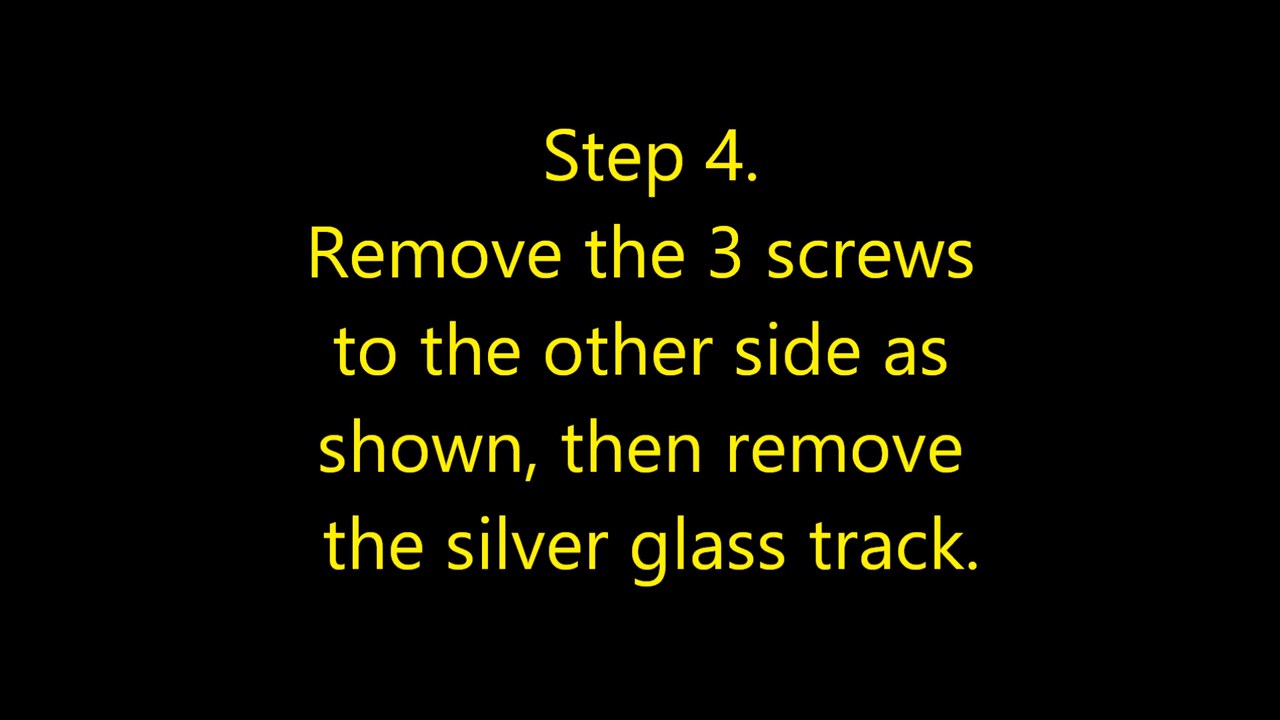 Step 4.
Remove the 3 screws
to the other side as
shown, then remove
the silver glass track.